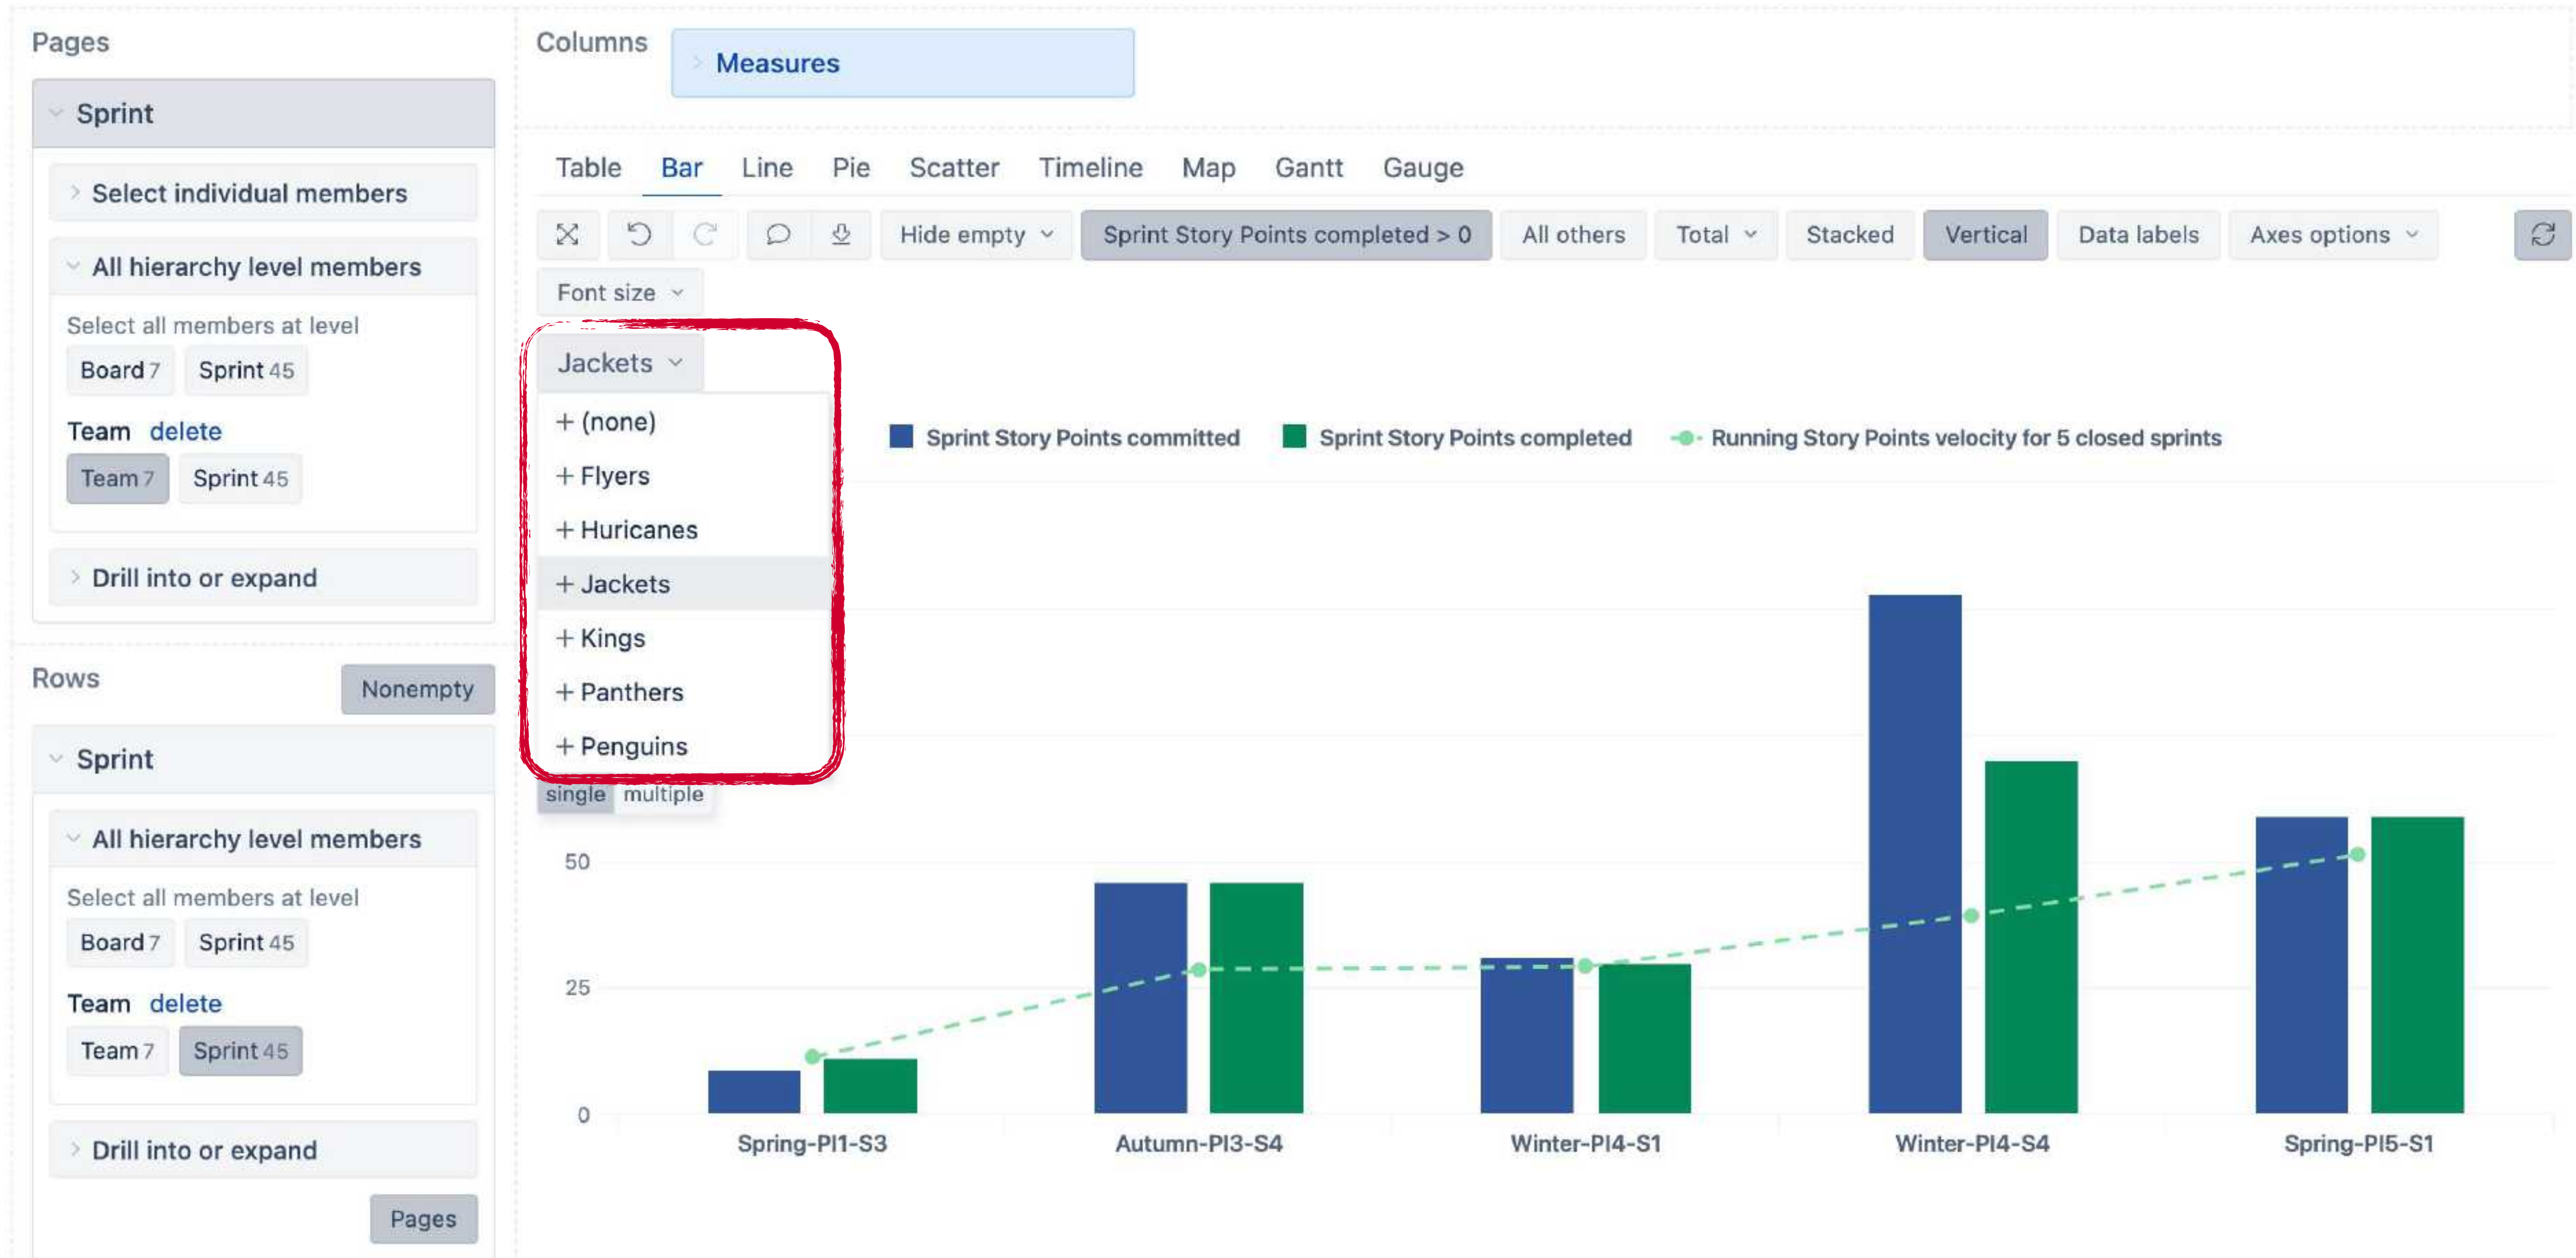 Pages
Sprint
Select individual members
All hierarchy level members
Select all members at level
Board 7 Sprint 45
Team delete
Team 7 Sprint 45
Drill into or expand
Rows Nonempty
Sprint
All hierarchy level members
Select all members at level
Board 7 Sprint 45
Team delete
Team 7 Sprint 45
Drill into or expand
Pages
Columns Measures
Table Bar Line Pie Scatter Timeline Map Gantt Gauge
Hide empty Sprint Story Points completed > 0 All others Total Stacked Vertical Data labels Axes options
Font size
Jackets
+ (none)
+ Flyers
+ Huricanes
+ Jackets
+ Kings
+ Panthers
+ Penguins
single multiple
Sprint Story Points committed Sprint Story Points completed Running Story Points velocity for 5 closed sprints
50
25
0
Spring-PI1-S3 Autumn-PI3-S4 Winter-PI4-S1 Winter-PI4-S4 Spring-PI5-S1